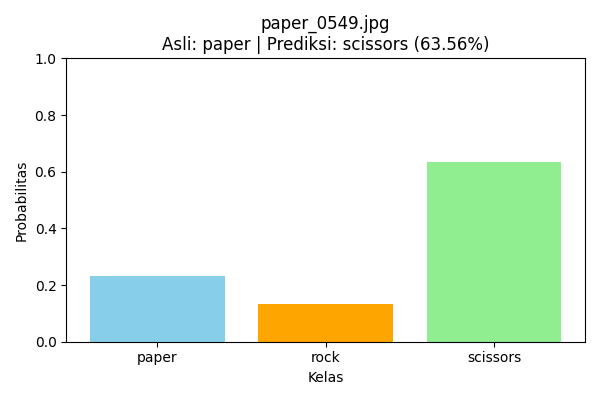 paper_0549.jpg
Asli: paper | Prediksi: scissors (63.56%)
1.0
0.8
0.6
0.4
0.2
0.0
Probabilitas
paper rock scissors
Kelas